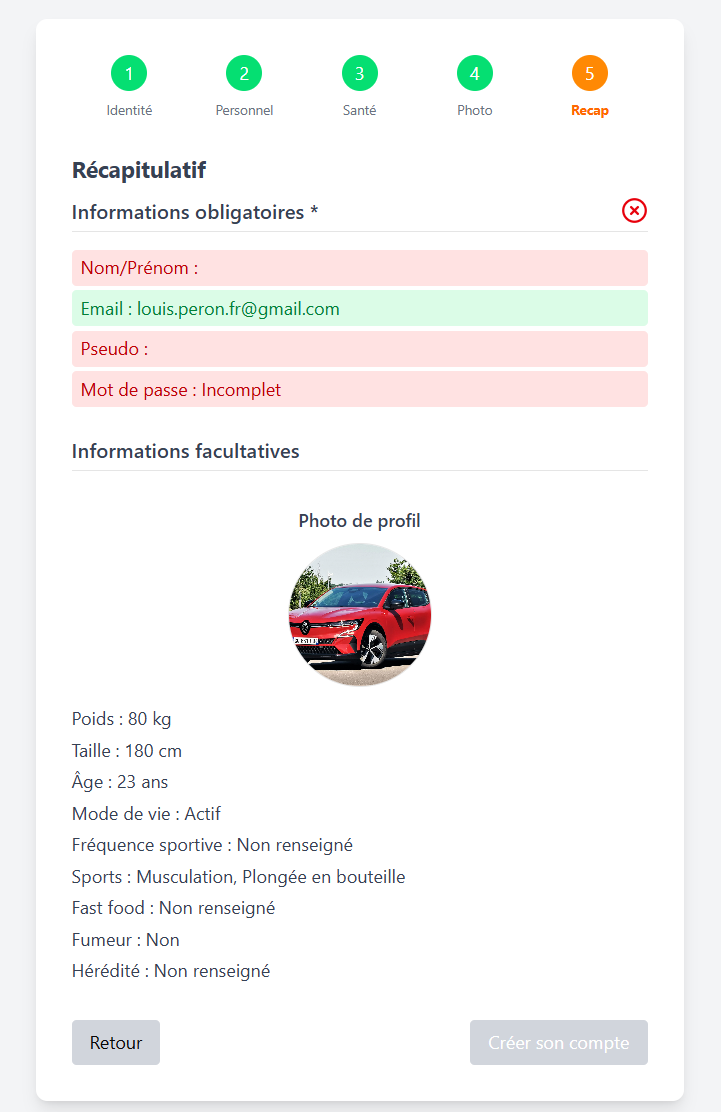 1 2 3 4 5
Identité Personnel Santé Photo Recap
Récapitulatif
Informations obligatoires *
Nom/Prénom :
Email : louis.peron.fr@gmail.com
Pseudo :
Mot de passe : Incomplet
Informations facultatives
Photo de profil
Poids : 80 kg
Taille : 180 cm
Âge : 23 ans
Mode de vie : Actif
Fréquence sportive : Non renseigné
Sports : Musculation, Plongée en bouteille
Fast food : Non renseigné
Fumeur : Non
Hérédité : Non renseigné
Retour Créer son compte